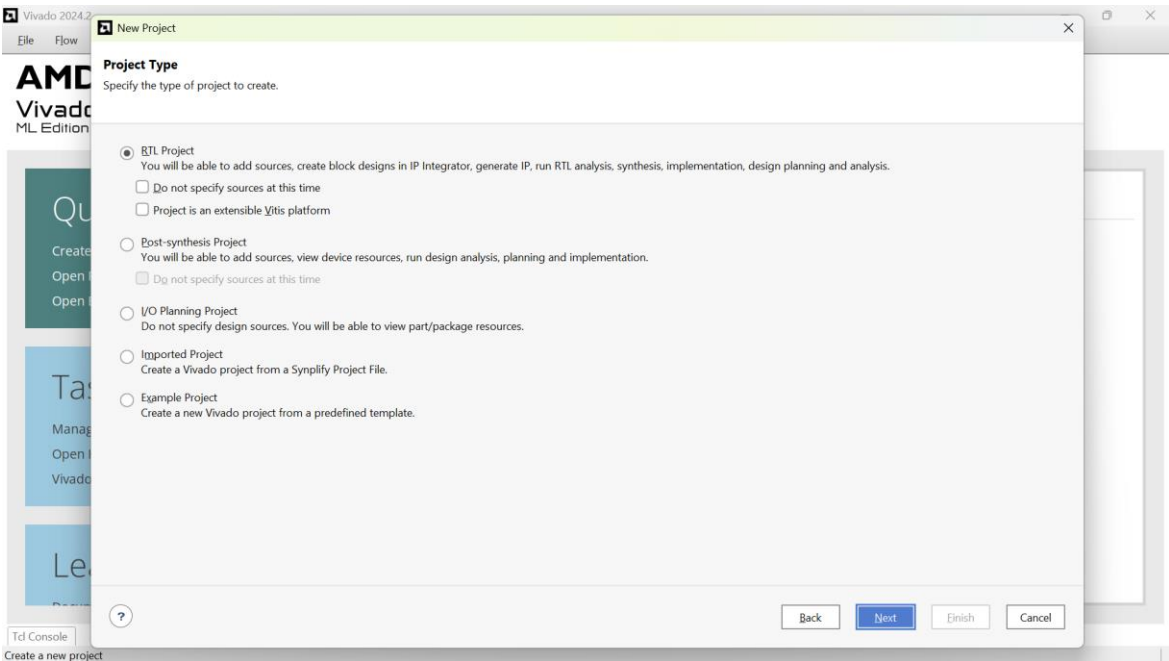 Vivado 2024.2
File Flow
New Project
AMD
Vivado
ML Edition
Project Type
Specify the type of project to create.
RTL Project
You will be able to add sources, create block designs in IP Integrator, generate IP, run RTL analysis, synthesis, implementation, design planning and analysis.
Do not specify sources at this time
Project is an extensible Vitis platform
Post-synthesis Project
You will be able to add sources, view device resources, run design analysis, planning and implementation.
Do not specify sources at this time
I/O Planning Project
Do not specify design sources. You will be able to view part/package resources.
Imported Project
Create a Vivado project from a Synplify Project File.
Example Project
Create a new Vivado project from a predefined template.
Qu
Create
Open
Open
Tas
Manag
Open
Vivado
Le
?
Back Next Finish Cancel
Tcl Console
Create a new project